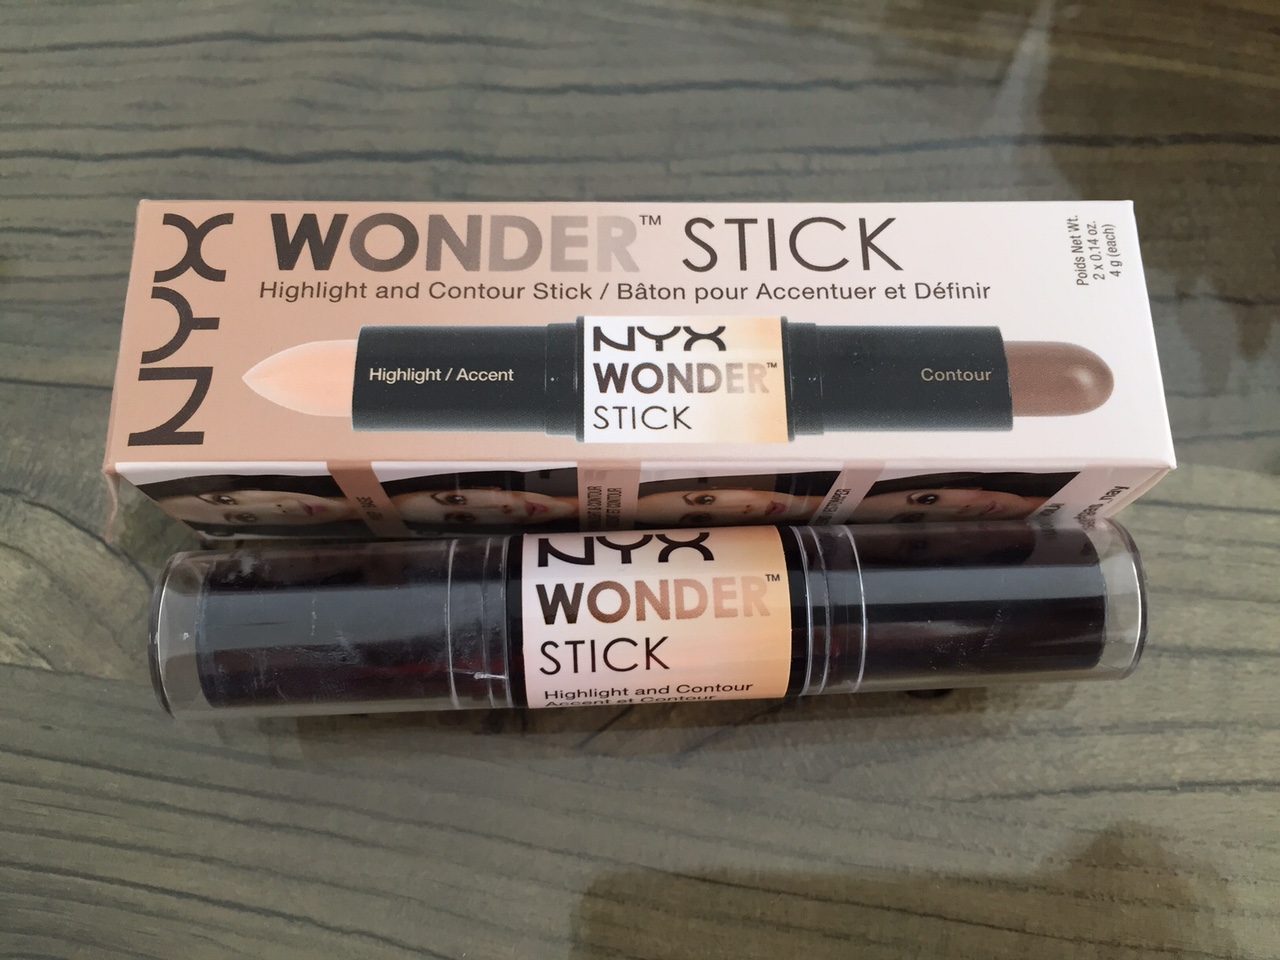 NYX
WONDER™ STICK
Highlight and Contour Stick / Bâton pour Accentuer et Définir
Poids Net Wt.
2 x 0.14 oz.
4 g (each)
Highlight / Accent
NYX
WONDER™
STICK
Contour
NYX
WONDER™
STICK
Highlight and Contour
Accent et Contour